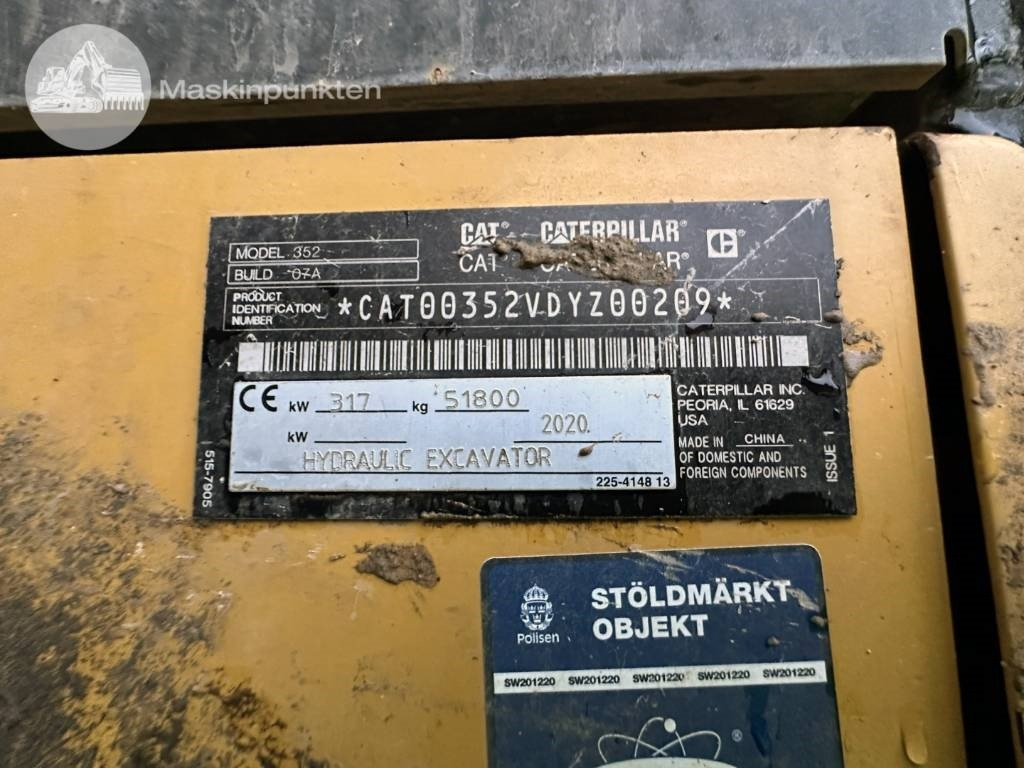 Maskinpunkten
CAT® CATERPILLAR®
CAT
MODEL 352
BUILD 07A
PRODUCT IDENTIFICATION NUMBER *CAT00352VDYZ00209*
CE kW 317 kg 51800
kW 2020
HYDRAULIC EXCAVATOR
225-4148 13
CATERPILLAR INC.
PEORIA, IL 61629
USA
MADE IN CHINA
OF DOMESTIC AND
FOREIGN COMPONENTS
ISSUE 1
515-7905
Polisen
STÖLDMÄRKT
OBJEKT
SW201220 SW201220 SW201220 SW201220 SW201220
®